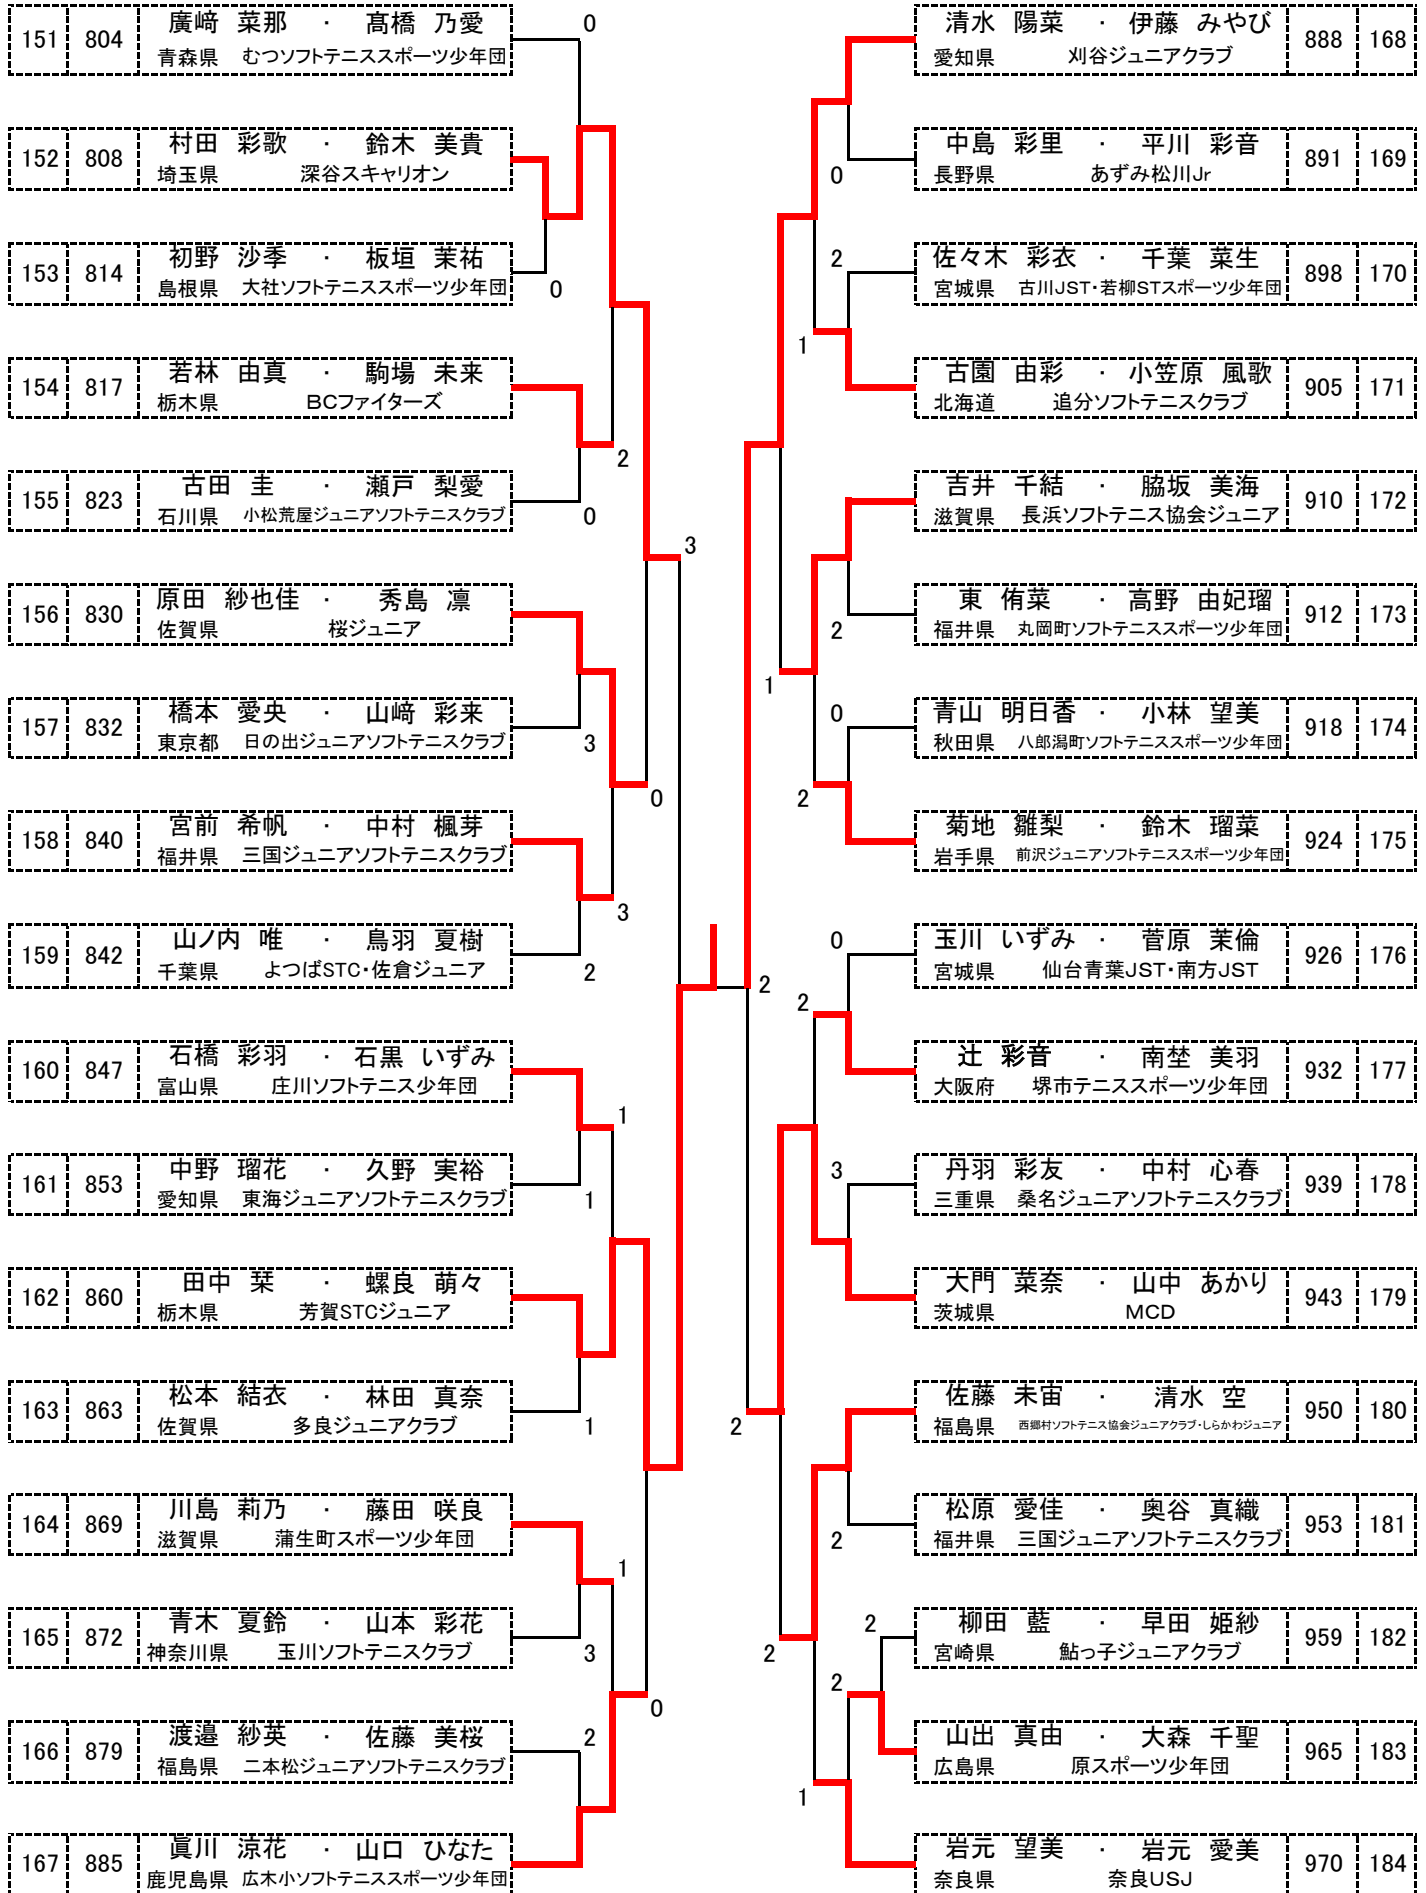 151 804 廣﨑 菜那 ・ 髙橋 乃愛
青森県 むつソフトテニススポーツ少年団
0
152 808 村田 彩歌 ・ 鈴木 美貴
埼玉県 深谷スキャリオン
153 814 初野 沙季 ・ 板垣 茉祐
島根県 大社ソフトテニススポーツ少年団
0
154 817 若林 由真 ・ 駒場 未来
栃木県 BCファイターズ
2
155 823 古田 圭 ・ 瀬戸 梨愛
石川県 小松荒屋ジュニアソフトテニスクラブ
0
3
156 830 原田 紗也佳 ・ 秀島 凛
佐賀県 桜ジュニア
157 832 橋本 愛央 ・ 山﨑 彩来
東京都 日の出ジュニアソフトテニスクラブ
3
0
158 840 宮前 希帆 ・ 中村 楓芽
福井県 三国ジュニアソフトテニスクラブ
3
159 842 山ノ内 唯 ・ 鳥羽 夏樹
千葉県 よつばSTC・佐倉ジュニア
2
160 847 石橋 彩羽 ・ 石黒 いずみ
富山県 庄川ソフトテニス少年団
1
161 853 中野 瑠花 ・ 久野 実裕
愛知県 東海ジュニアソフトテニスクラブ
1
162 860 田中 栞 ・ 螺良 萌々
栃木県 芳賀STCジュニア
163 863 松本 結衣 ・ 林田 真奈
佐賀県 多良ジュニアクラブ
1
164 869 川島 莉乃 ・ 藤田 咲良
滋賀県 蒲生町スポーツ少年団
1
165 872 青木 夏鈴 ・ 山本 彩花
神奈川県 玉川ソフトテニスクラブ
3
0
166 879 渡邉 紗英 ・ 佐藤 美桜
福島県 二本松ジュニアソフトテニスクラブ
2
167 885 眞川 涼花 ・ 山口 ひなた
鹿児島県 広木小ソフトテニススポーツ少年団
清水 陽菜 ・ 伊藤 みやび 888 168
愛知県 刈谷ジュニアクラブ
中島 彩里 ・ 平川 彩音 891 169
長野県 あずみ松川Jr
0
2
佐々木 彩衣 ・ 千葉 菜生 898 170
宮城県 古川JST・若柳STスポーツ少年団
1
古園 由彩 ・ 小笠原 風歌 905 171
北海道 追分ソフトテニスクラブ
吉井 千結 ・ 脇坂 美海 910 172
滋賀県 長浜ソフトテニス協会ジュニア
東 侑菜 ・ 高野 由妃瑠 912 173
福井県 丸岡町ソフトテニススポーツ少年団
2
1
0
青山 明日香 ・ 小林 望美 918 174
秋田県 八郎潟町ソフトテニススポーツ少年団
2
菊地 雛梨 ・ 鈴木 瑠菜 924 175
岩手県 前沢ジュニアソフトテニススポーツ少年団
0
玉川 いずみ ・ 菅原 茉倫 926 176
宮城県 仙台青葉JST・南方JST
2
2
辻 彩音 ・ 南埜 美羽 932 177
大阪府 堺市テニススポーツ少年団
3
丹羽 彩友 ・ 中村 心春 939 178
三重県 桑名ジュニアソフトテニスクラブ
大門 菜奈 ・ 山中 あかり 943 179
茨城県 MCD
2
佐藤 未宙 ・ 清水 空 950 180
福島県 西郷村ソフトテニス協会ジュニアクラブ・しらかわジュニア
松原 愛佳 ・ 奥谷 真織 953 181
福井県 三国ジュニアソフトテニスクラブ
2
2
2
柳田 藍 ・ 早田 姫紗 959 182
宮崎県 鮎っ子ジュニアクラブ
2
山出 真由 ・ 大森 千聖 965 183
広島県 原スポーツ少年団
1
岩元 望美 ・ 岩元 愛美 970 184
奈良県 奈良USJ